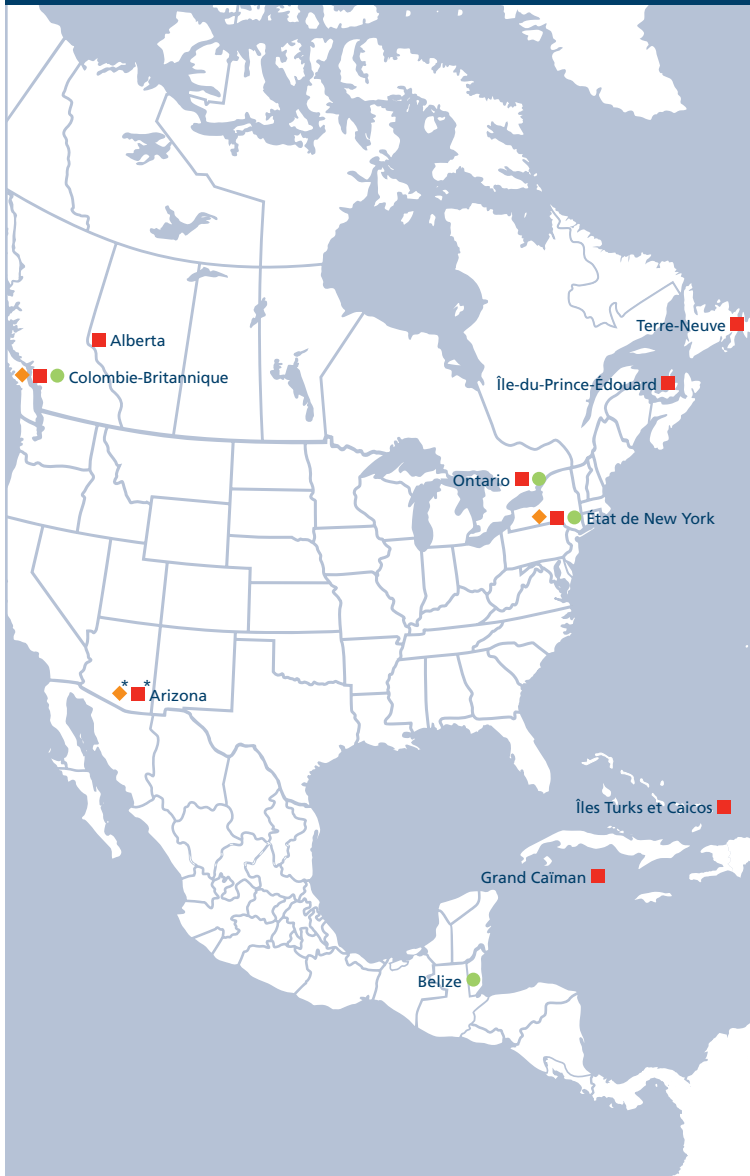 Terre-Neuve
Alberta
Colombie-Britannique
Île-du-Prince-Édouard
Ontario
État de New York
* *
Arizona
Îles Turks et Caicos
Grand Caïman
Belize